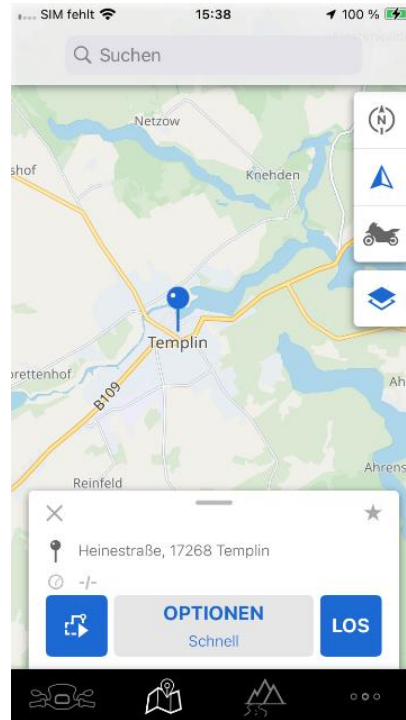 SIM fehlt 15:38 100 %
Suchen
N
Netzow
shof
Knehden
Templin
prettenhof
B109
Ah
Ahrens
Reinfeld
Heinestraße, 17268 Templin
-/-
OPTIONEN
Schnell
LOS